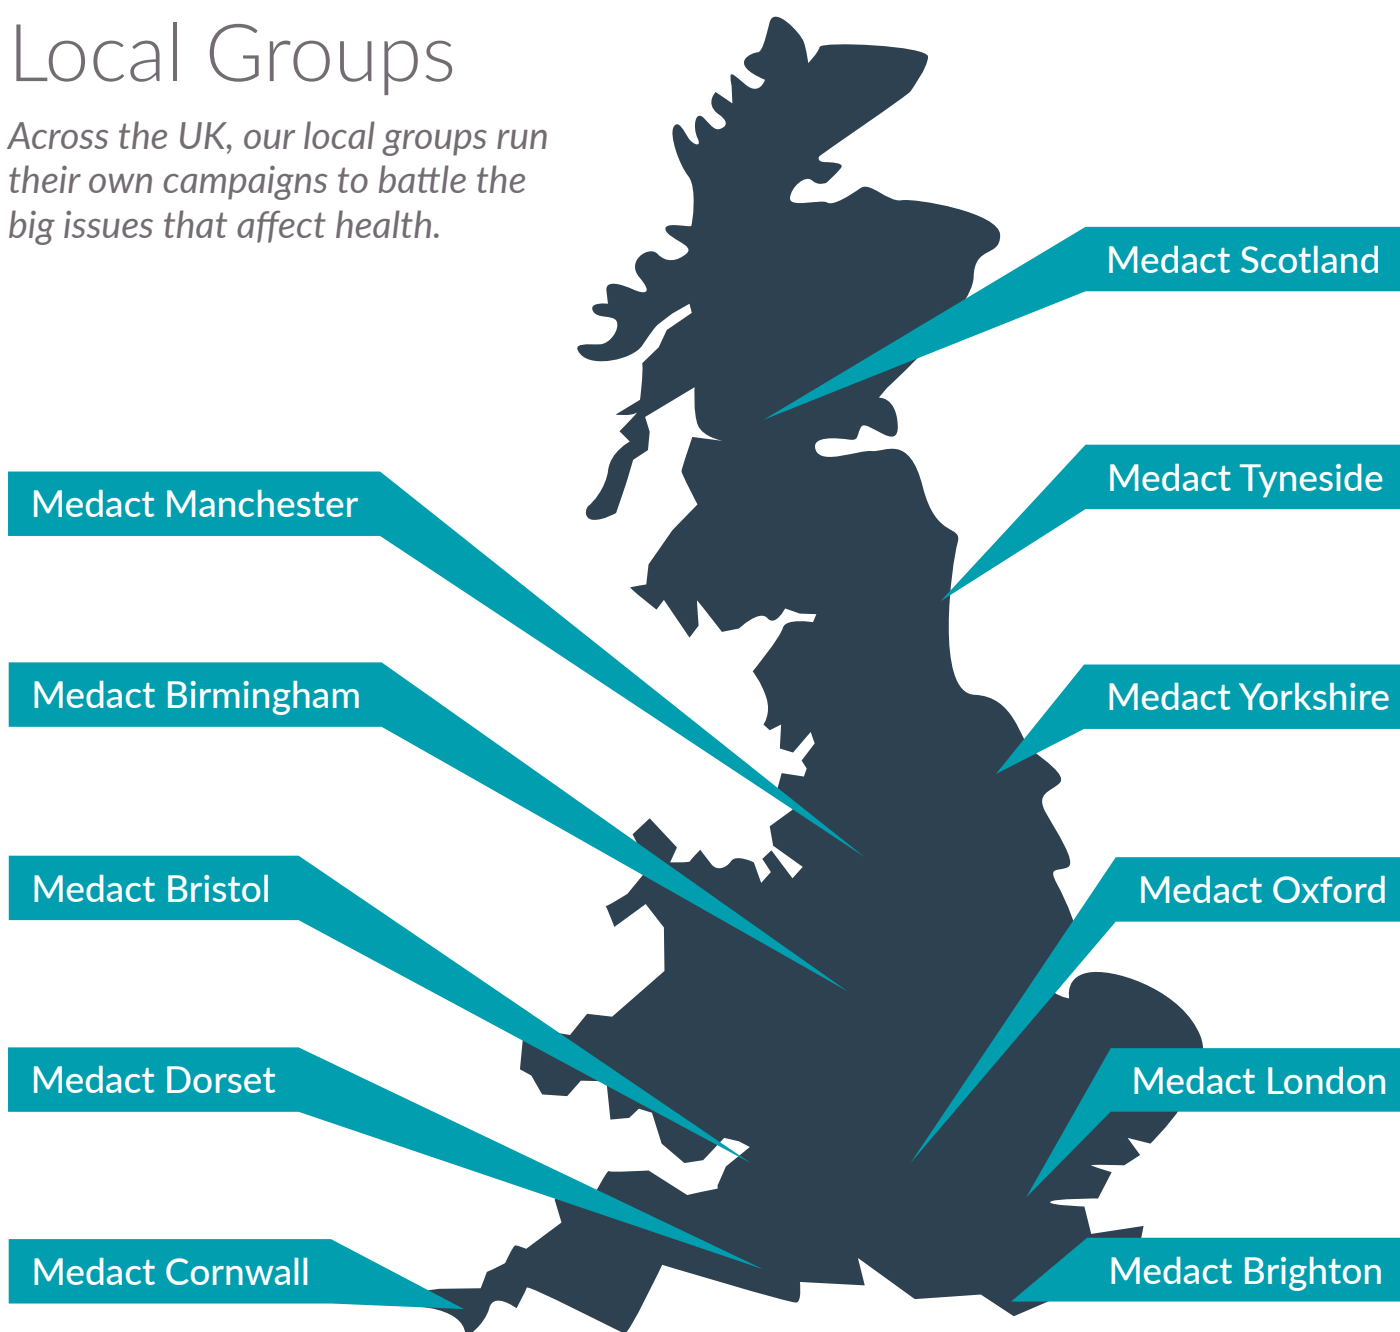 Local Groups
Across the UK, our local groups run
their own campaigns to battle the
big issues that affect health.
Medact Scotland
Medact Tyneside
Medact Manchester
Medact Birmingham
Medact Yorkshire
Medact Bristol
Medact Oxford
Medact Dorset
Medact London
Medact Cornwall
Medact Brighton